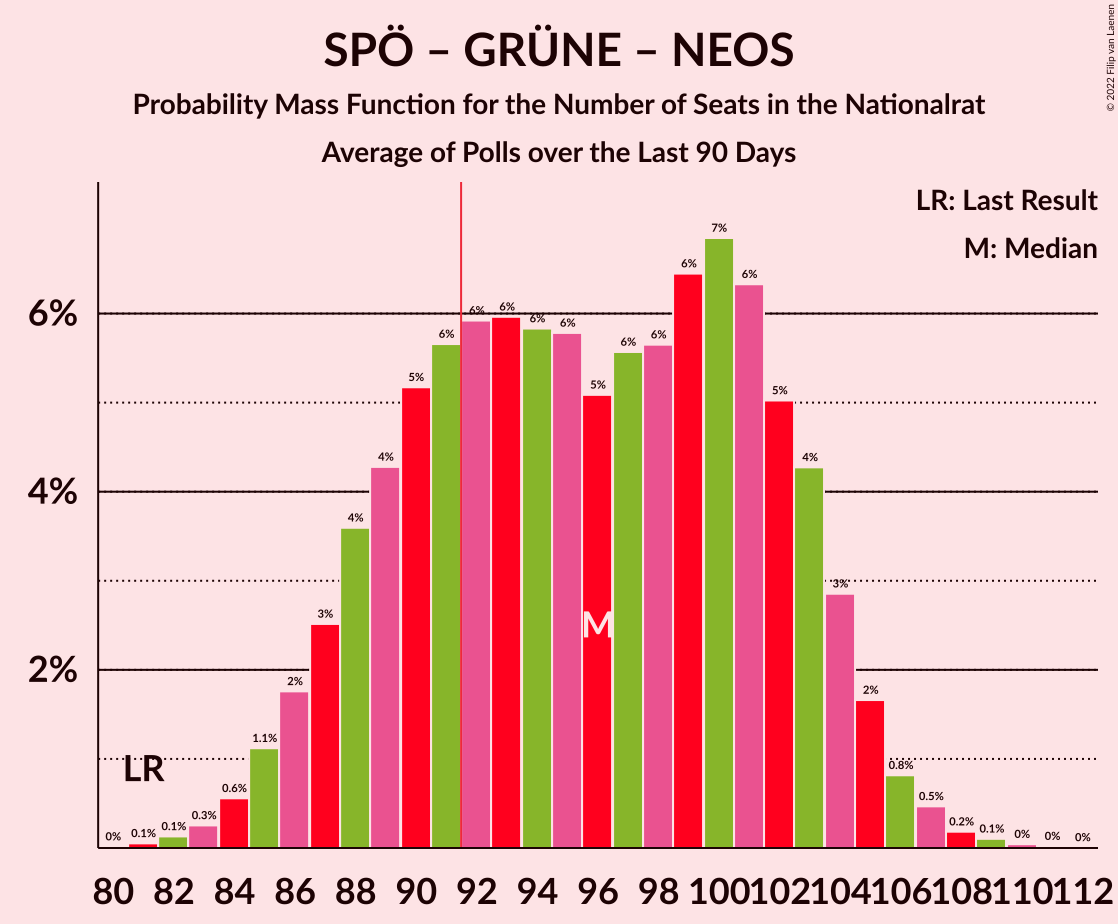 SPÖ – GRÜNE – NEOS
Probability Mass Function for the Number of Seats in the Nationalrat
Average of Polls over the Last 90 Days
© 2022 Filip van Laenen
LR: Last Result
M: Median
6%
4%
2%
0% 0.1% 0.1% 0.3% 0.6% 1.1% 2% 3% 4% 4% 5% 6% 6% 6% 6% 6% 5% 6% 6% 6% 7% 6% 5% 4% 3% 2% 0.8% 0.5% 0.2% 0.1% 0% 0% 0%
M
LR
80 82 84 86 88 90 92 94 96 98 100 102 104 106 108 110 112